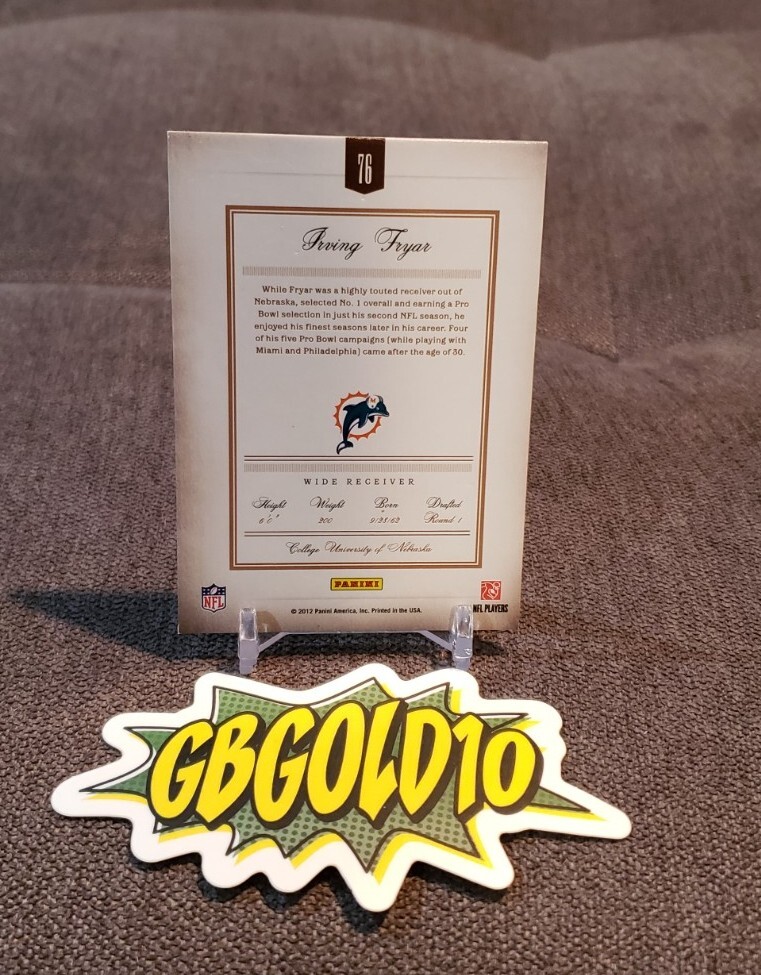 76
Irving Fryar
While Fryar was a highly touted receiver out of
Nebraska, selected No. 1 overall and earning a Pro
Bowl selection in just his second NFL season, he
enjoyed his finest seasons later in his career. Four
of his five Pro Bowl campaigns (while playing with
Miami and Philadelphia) came after the age of 30.
WIDE RECEIVER
Height Weight Born Drafted
6'0" 200 9/28/62 Round 1
College University of Nebraska
PANINI
NFL
© 2012 Panini America, Inc. Printed in the USA.
NFL PLAYERS
GBGOLD10